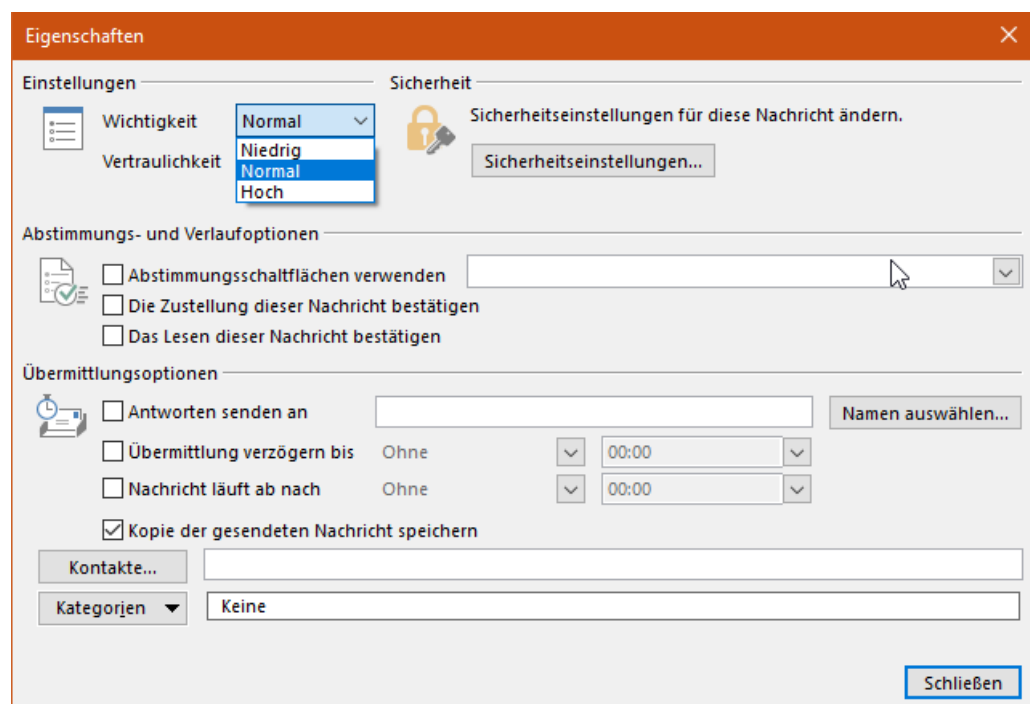 Eigenschaften
Einstellungen
Sicherheit
Wichtigkeit
Normal
Niedrig
Normal
Hoch
Vertraulichkeit
Sicherheitseinstellungen für diese Nachricht ändern.
Sicherheitseinstellungen...
Abstimmungs- und Verlaufoptionen
Abstimmungsschaltflächen verwenden
Die Zustellung dieser Nachricht bestätigen
Das Lesen dieser Nachricht bestätigen
Übermittlungsoptionen
Antworten senden an
Namen auswählen...
Übermittlung verzögern bis Ohne 00:00
Nachricht läuft ab nach Ohne 00:00
Kopie der gesendeten Nachricht speichern
Kontakte...
Kategorien Keine
Schließen